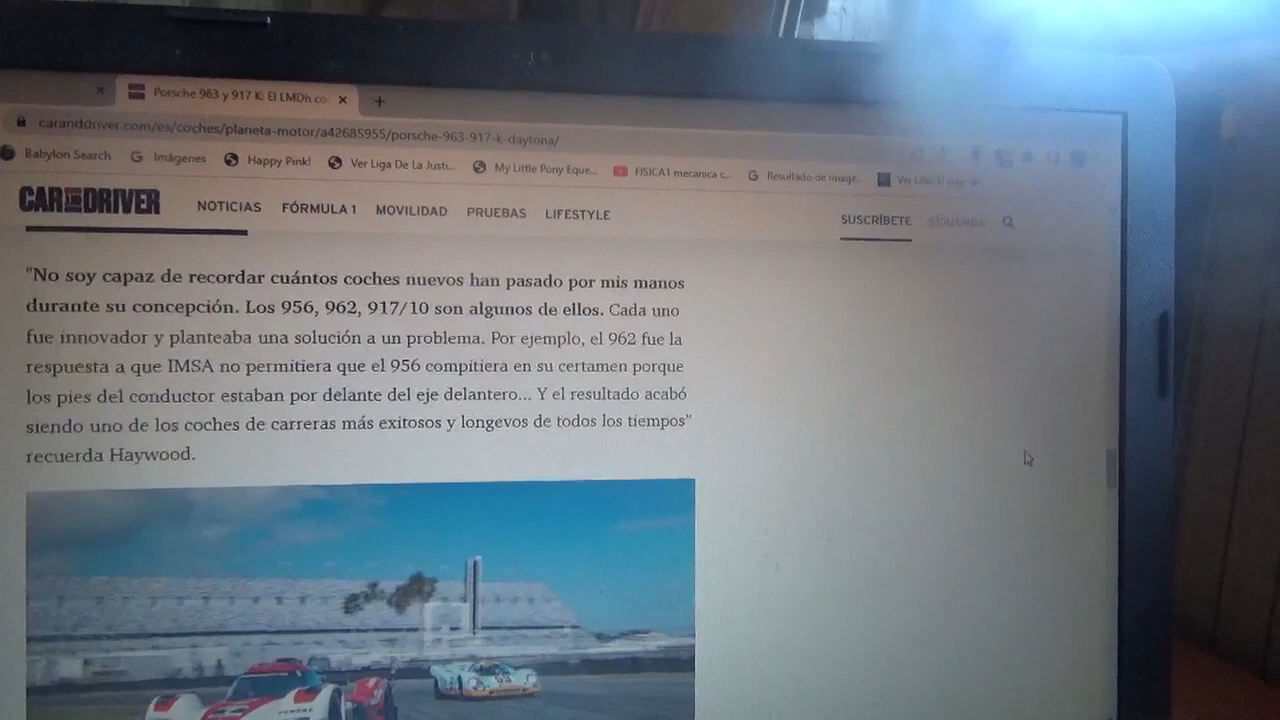 Porsche 963 y 917 K: El LMDh co
caranddriver.com/es/coches/planeta-motor/a42685955/porsche-963-917-k-daytona/
Babylon Search Imágenes Happy Pink! Ver Liga De La Justi... My Little Pony Eque... FISICA1 mecanica c... Resultado de image...
CAR AND DRIVER NOTICIAS FÓRMULA 1 MOVILIDAD PRUEBAS LIFESTYLE SUSCRÍBETE SÍGUENOS
"No soy capaz de recordar cuántos coches nuevos han pasado por mis manos
durante su concepción. Los 956, 962, 917/10 son algunos de ellos. Cada uno
fue innovador y planteaba una solución a un problema. Por ejemplo, el 962 fue la
respuesta a que IMSA no permitiera que el 956 compitiera en su certamen porque
los pies del conductor estaban por delante del eje delantero... Y el resultado acabó
siendo uno de los coches de carreras más exitosos y longevos de todos los tiempos"
recuerda Haywood.